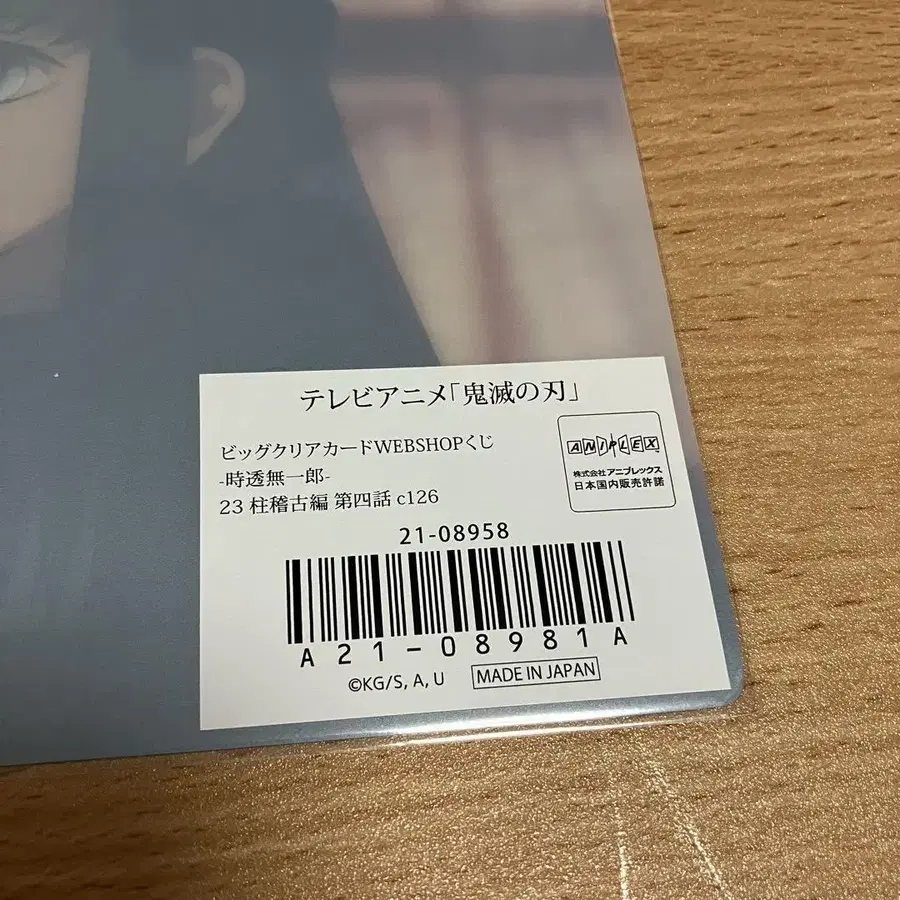 テレビアニメ「鬼滅の刃」
ビッグクリアカードWEBSHOPくじ
-時透無一郎-
23 柱稽古編 第四話 c126
ANIPLEX
株式会社 アニプレックス
日本国内販売許諾
21-08958
A21-08981A
©KG/S, A, U
MADE IN JAPAN